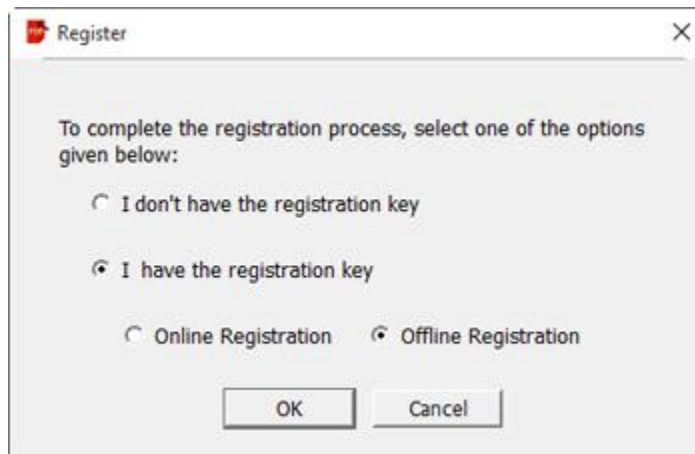 Register
To complete the registration process, select one of the options
given below:
I don't have the registration key
I have the registration key
Online Registration Offline Registration
OK Cancel